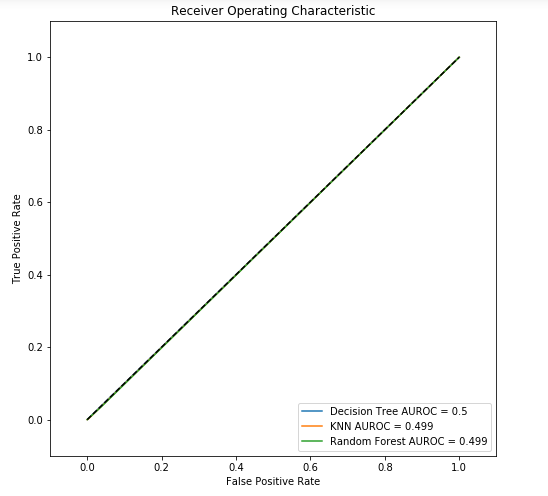 Receiver Operating Characteristic
True Positive Rate
1.0
0.8
0.6
0.4
0.2
0.0
0.0 0.2 0.4 0.6 0.8 1.0
False Positive Rate
Decision Tree AUROC = 0.5
KNN AUROC = 0.499
Random Forest AUROC = 0.499